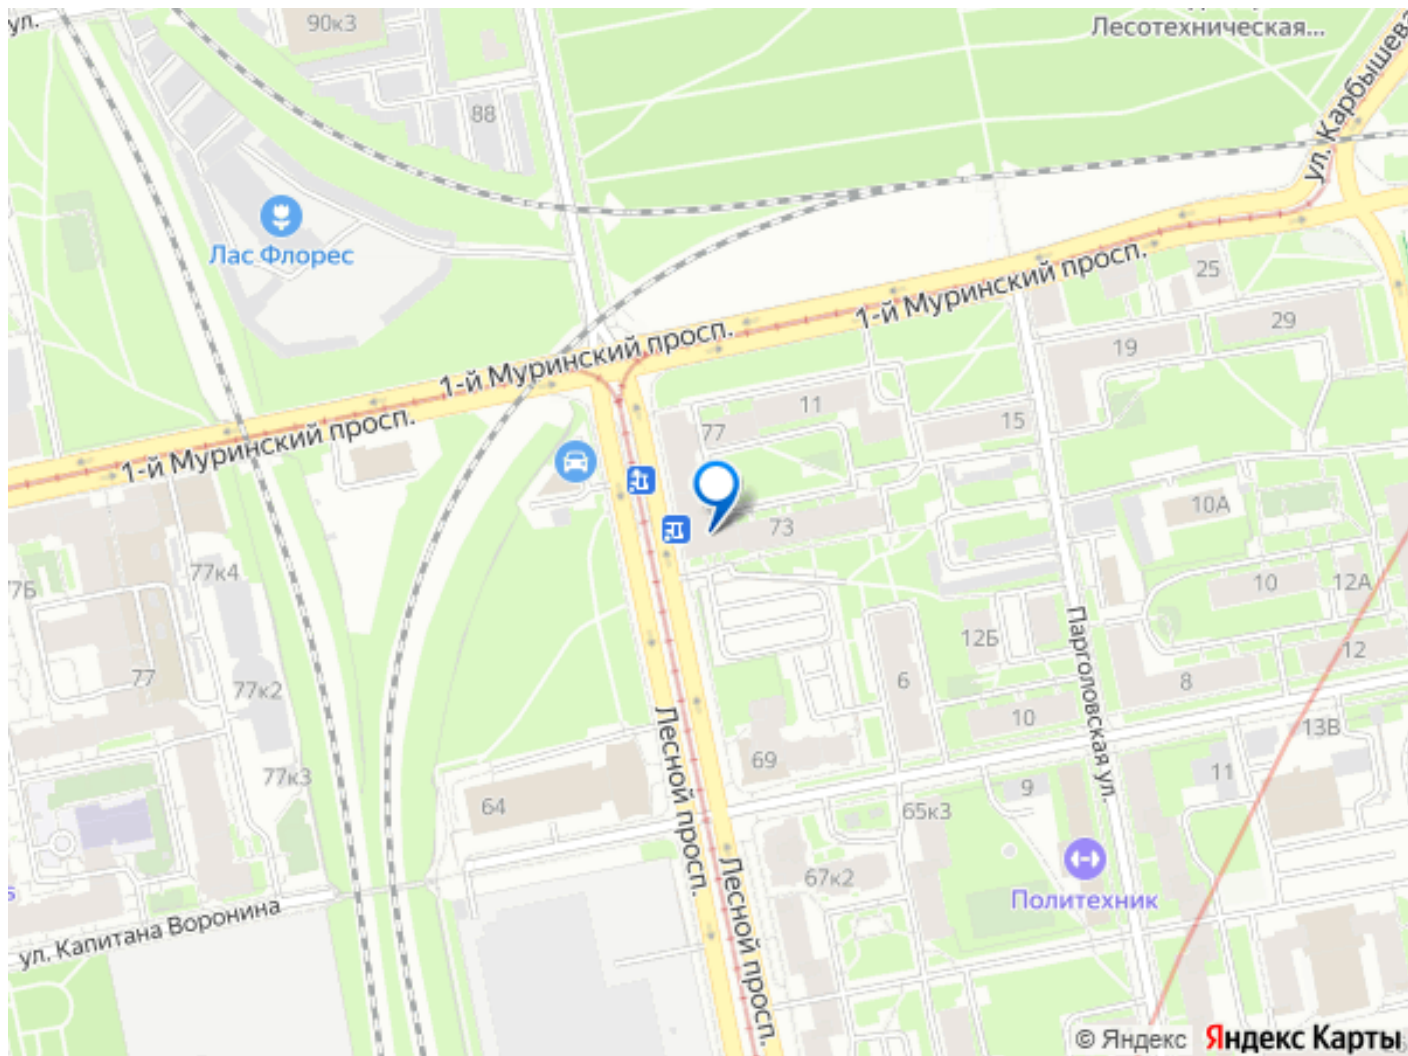 ул.
90к3
Лесотехническая...
88
ул. Карбышева
Лас Флорес
25
1-й Муринский просп.
29
1-й Муринский просп.
19
11
15
77
1-й Муринский просп.
10А
73
77к4
77Б
10
12А
Парголовская ул.
12Б
12
77
6
8
77к2
10
13В
Лесной просп.
69
77к3
11
9
64
65к3
Лесной просп.
67к2
Политехник
ул. Капитана Воронина
© Яндекс Яндекс Карты